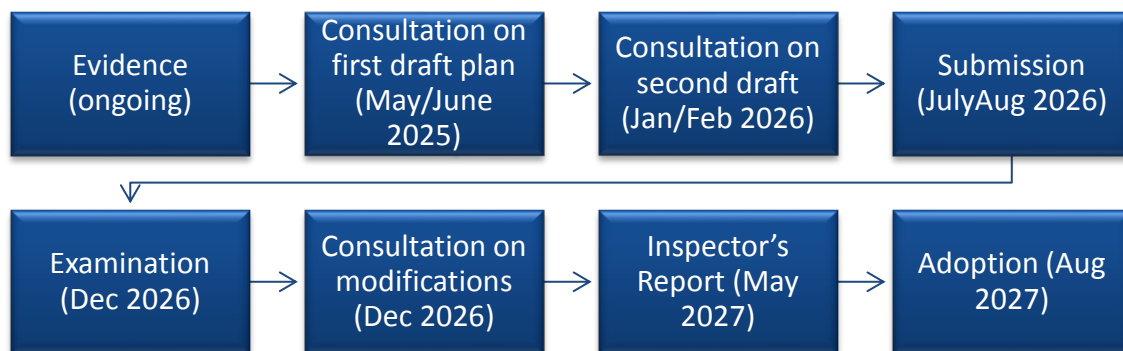 Evidence
(ongoing)
Consultation on
first draft plan
(May/June
2025)
Consultation on
second draft
(Jan/Feb 2026)
Submission
(JulyAug 2026)
Examination
(Dec 2026)
Consultation on
modifications
(Dec 2026)
Inspector’s
Report (May
2027)
Adoption (Aug
2027)